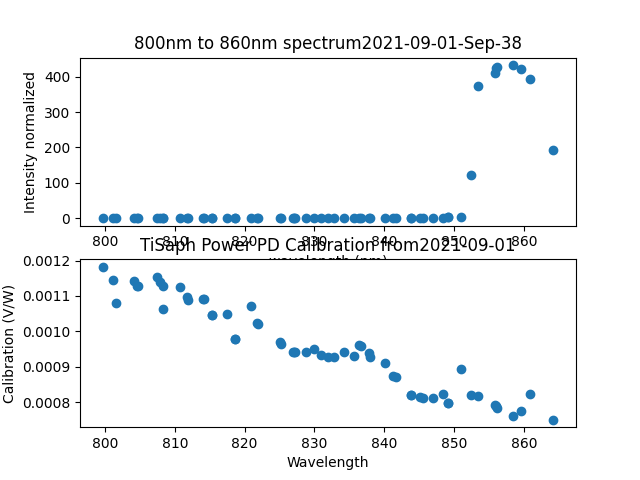 800nm to 860nm spectrum2021-09-01-Sep-38
Intensity normalized
400
300
200
100
0
800 810 820 830 840 850 860
wavelength (nm)
TiSaph Power PD Calibration from2021-09-01
Calibration (V/W)
0.0012
0.0011
0.0010
0.0009
0.0008
800 810 820 830 840 850 860
Wavelength